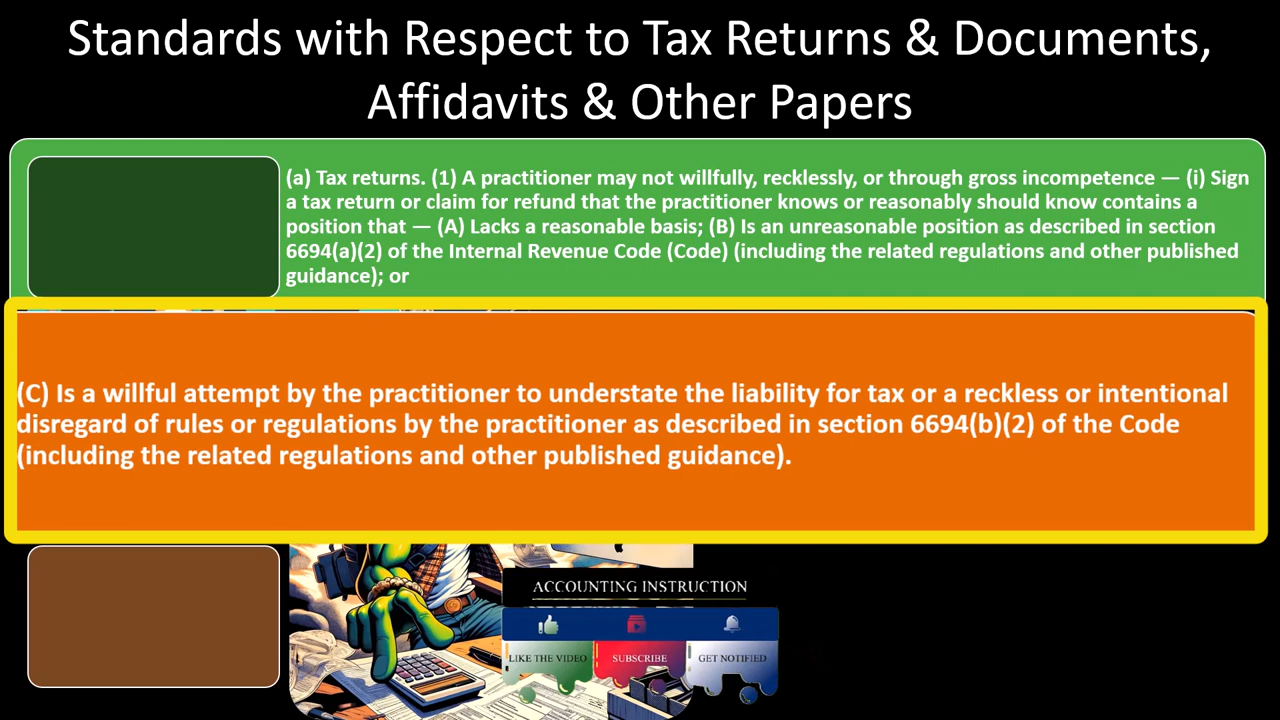 Standards with Respect to Tax Returns & Documents,
Affidavits & Other Papers
(a) Tax returns. (1) A practitioner may not willfully, recklessly, or through gross incompetence — (i) Sign
a tax return or claim for refund that the practitioner knows or reasonably should know contains a
position that — (A) Lacks a reasonable basis; (B) Is an unreasonable position as described in section
6694(a)(2) of the Internal Revenue Code (Code) (including the related regulations and other published
guidance); or
(C) Is a willful attempt by the practitioner to understate the liability for tax or a reckless or intentional
disregard of rules or regulations by the practitioner as described in section 6694(b)(2) of the Code
(including the related regulations and other published guidance).
ACCOUNTING INSTRUCTION
LIKE THE VIDEO
SUBSCRIBE
GET NOTIFIED